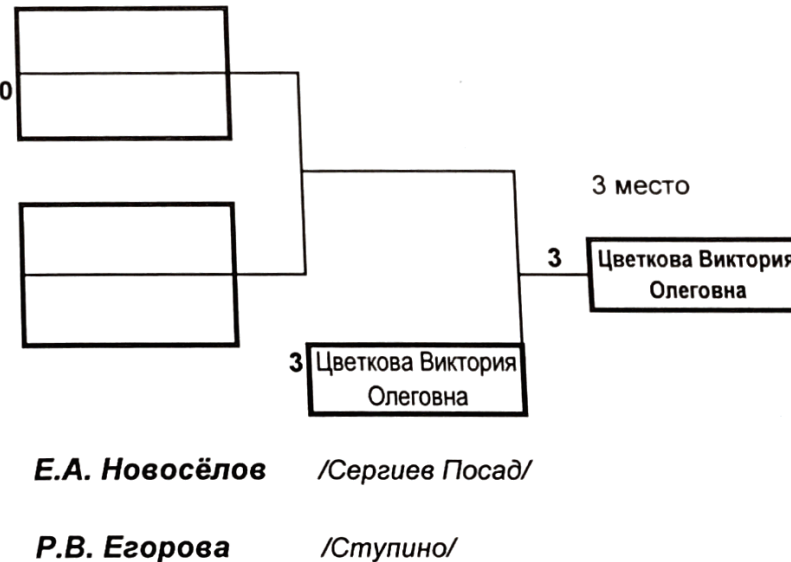 0
3 место
3
Цветкова Виктория
Олеговна
3
Цветкова Виктория
Олеговна
Е.А. Новосёлов /Сергиев Посад/
Р.В. Егорова /Ступино/